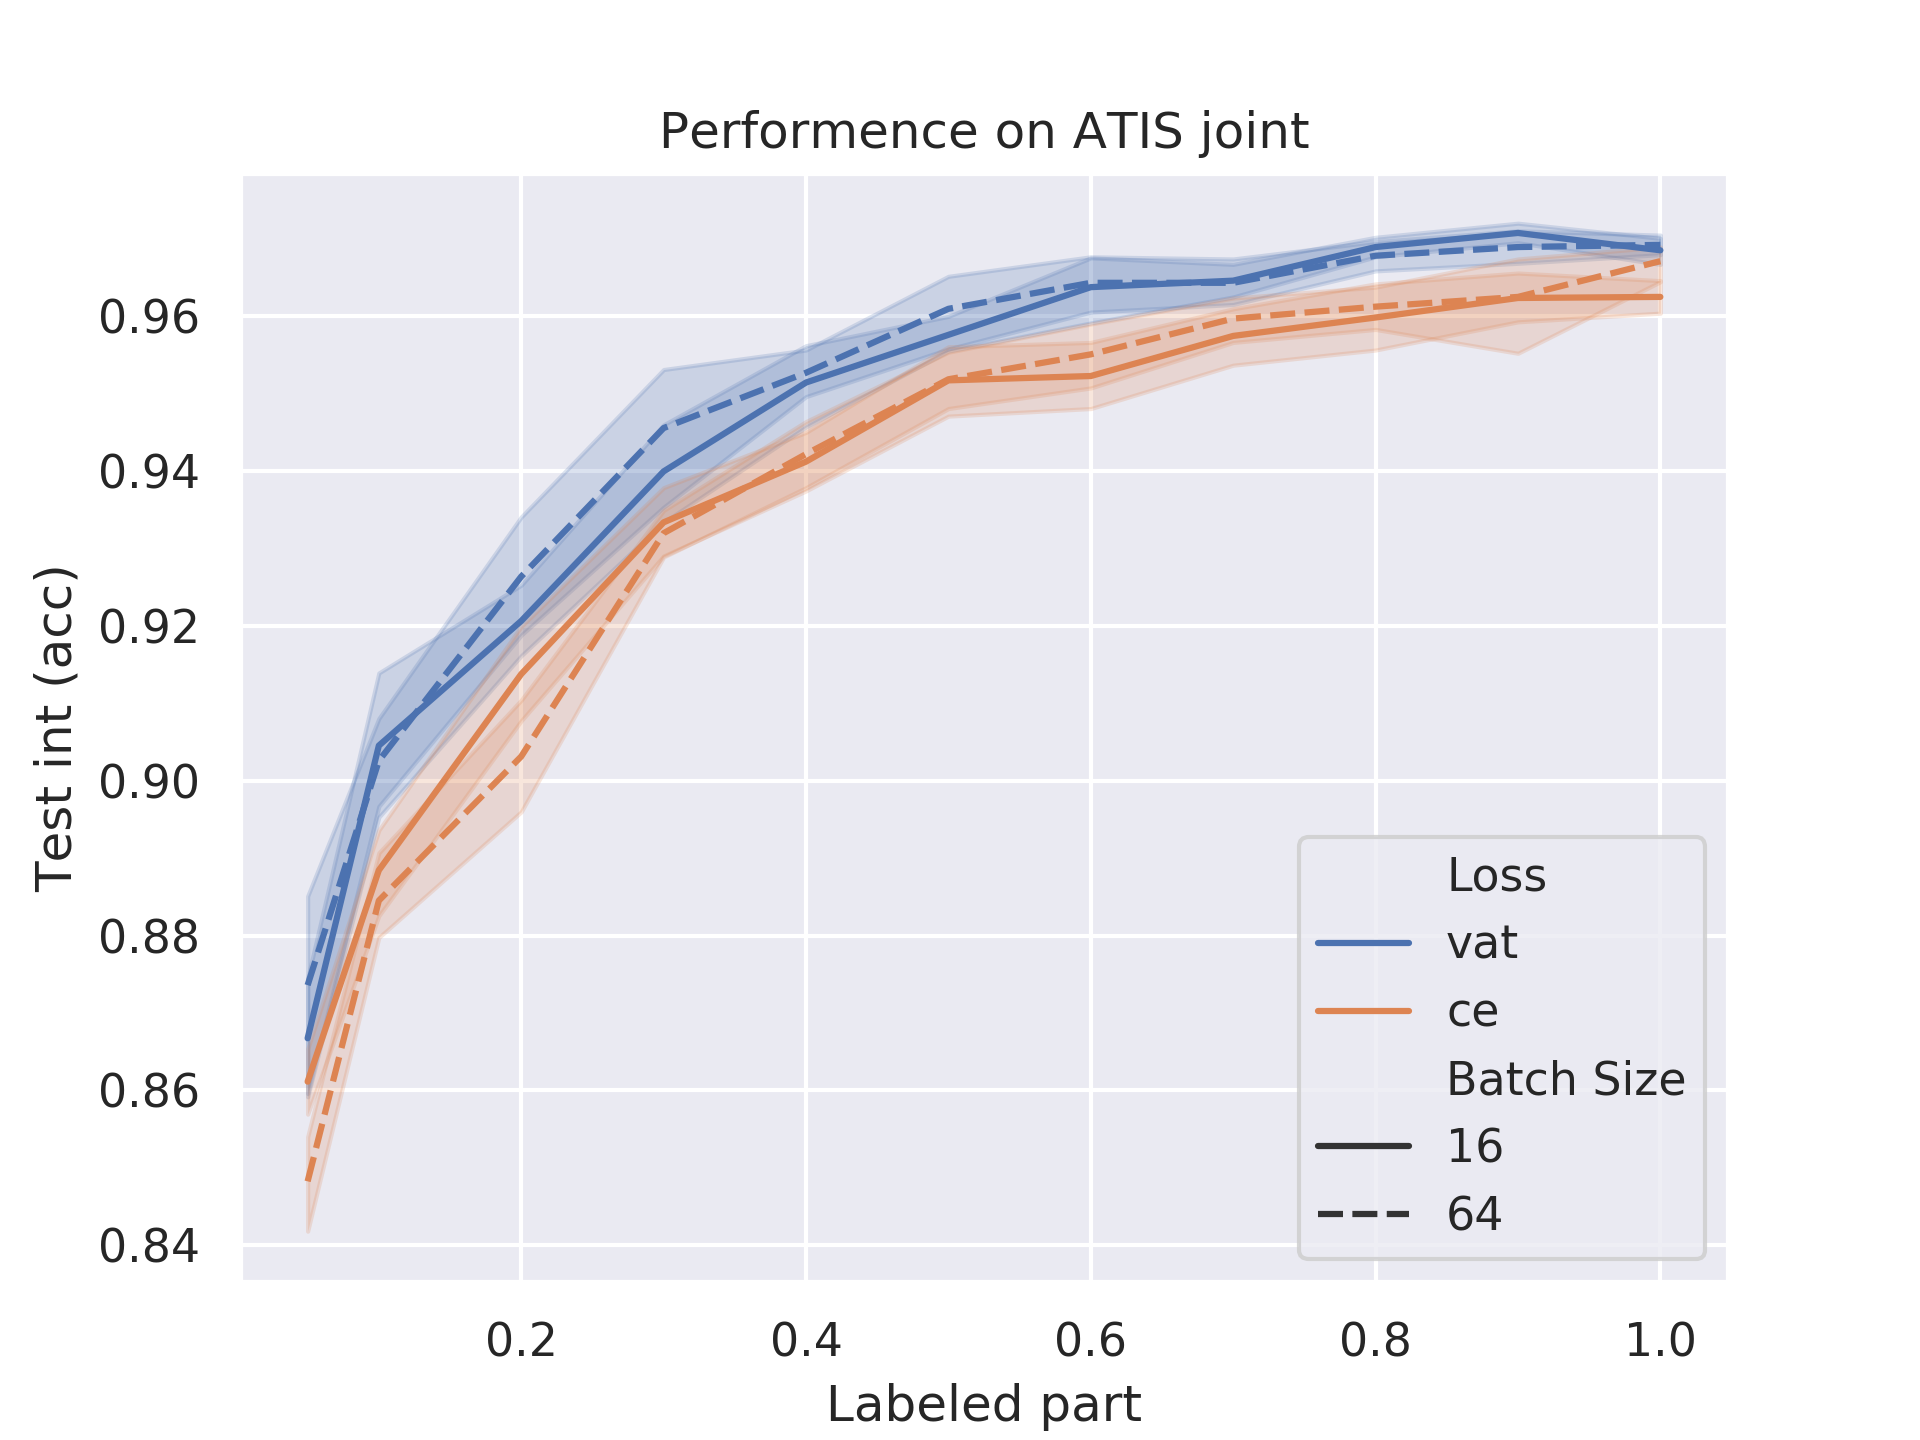 Performence on ATIS joint
Test int (acc)
0.96
0.94
0.92
0.90
0.88
0.86
0.84
Loss
vat
ce
Batch Size
16
64
0.2 0.4 0.6 0.8 1.0
Labeled part